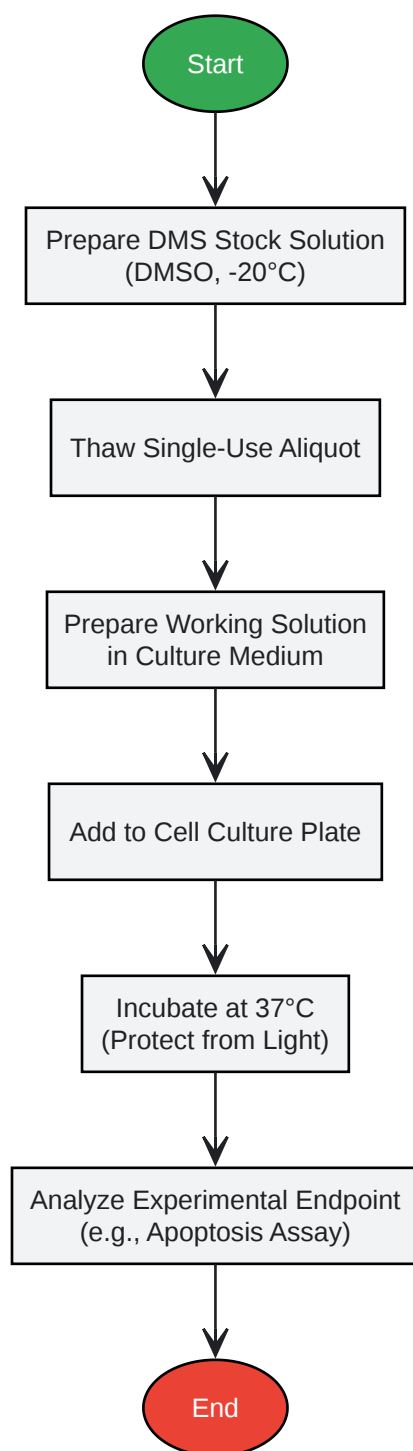 Start
Prepare DMS Stock Solution
(DMSO, -20°C)
Thaw Single-Use Aliquot
Prepare Working Solution
in Culture Medium
Add to Cell Culture Plate
Incubate at 37°C
(Protect from Light)
Analyze Experimental Endpoint
(e.g., Apoptosis Assay)
End